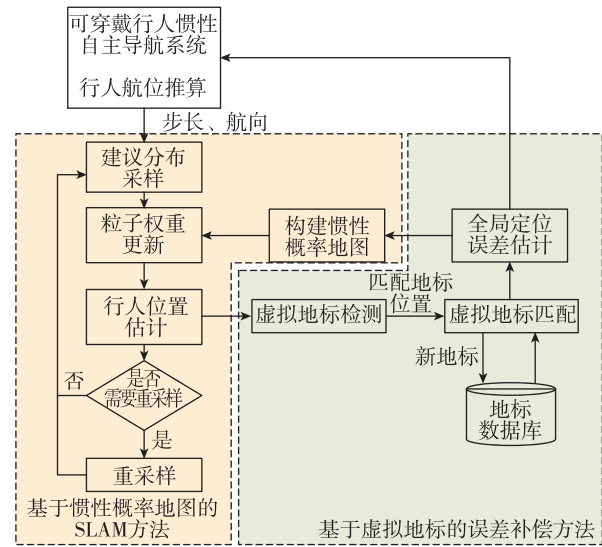 可穿戴行人惯性
自主导航系统
行人航位推算
步长、航向
建议分布
采样
粒子权重
更新
构建惯性
概率地图
全局定位
误差估计
行人位置
估计
虚拟地标检测
匹配地标
位置
虚拟地标匹配
新地标
地标
数据库
否
是否
需要重采样
是
重采样
基于惯性概率地图的
SLAM方法
基于虚拟地标的误差补偿方法